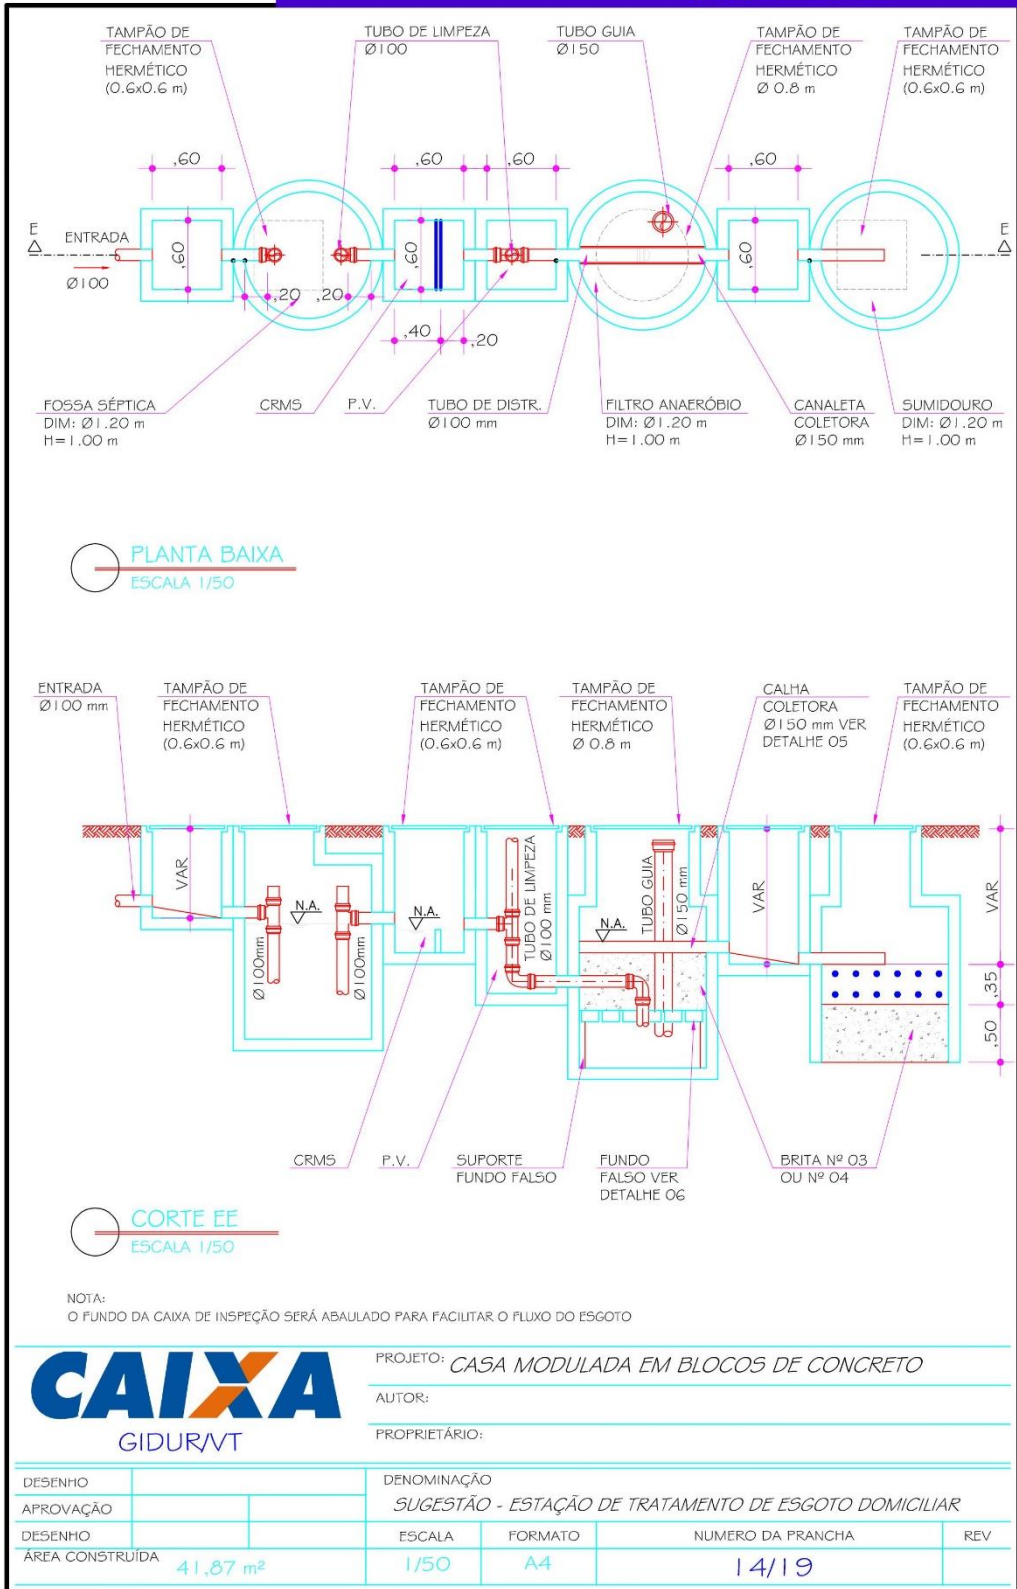 TAMPÃO DE
FECHAMENTO
HERMÉTICO
(0.6x0.6 m)
TUBO DE LIMPEZA
Ø100
TUBO GUIA
Ø150
TAMPÃO DE
FECHAMENTO
HERMÉTICO
Ø 0.8 m
TAMPÃO DE
FECHAMENTO
HERMÉTICO
(0.6x0.6 m)
,60
,60
,60
,60
E
ENTRADA
Ø100
,60
,20
,20
,60
,60
E
,40
,20
FOSSA SÉPTICA
DIM: Ø1.20 m
H=1.00 m
CRMS
P.V.
TUBO DE DISTR.
Ø100 mm
FILTRO ANAERÓBIO
DIM: Ø1.20 m
H=1.00 m
CANALETA
COLETORA
Ø150 mm
SUMIDOURO
DIM: Ø1.20 m
H=1.00 m
PLANTA BAIXA
ESCALA 1/50
ENTRADA
Ø100 mm
TAMPÃO DE
FECHAMENTO
HERMÉTICO
(0.6x0.6 m)
TAMPÃO DE
FECHAMENTO
HERMÉTICO
(0.6x0.6 m)
TAMPÃO DE
FECHAMENTO
HERMÉTICO
Ø 0.8 m
CALHA
COLETORA
Ø150 mm VER
DETALHE 05
TAMPÃO DE
FECHAMENTO
HERMÉTICO
(0.6x0.6 m)
VAR
N.A.
Ø100mm
Ø100mm
N.A.
TUBO DE LIMPEZA
Ø100 mm
N.A.
TUBO GUIA
Ø150 mm
VAR
VAR
,35
,50
CRMS
P.V.
SUPORTE
FUNDO FALSO
FUNDO
FALSO VER
DETALHE 06
BRITA Nº 03
OU Nº 04
CORTE EE
ESCALA 1/50
NOTA:
O FUNDO DA CAIXA DE INSPEÇÃO SERÁ ABAULADO PARA FACILITAR O FLUXO DO ESGOTO
CAIXA
GIDUR/VT
PROJETO: CASA MODULADA EM BLOCOS DE CONCRETO
AUTOR:
PROPRIETÁRIO:
DESENHO
APROVAÇÃO
DESENHO
ÁREA CONSTRUÍDA 41,87 m²
DENOMINAÇÃO
SUGESTÃO - ESTAÇÃO DE TRATAMENTO DE ESGOTO DOMICILIAR
ESCALA
1/50
FORMATO
A4
NUMERO DA PRANCHA
14/19
REV